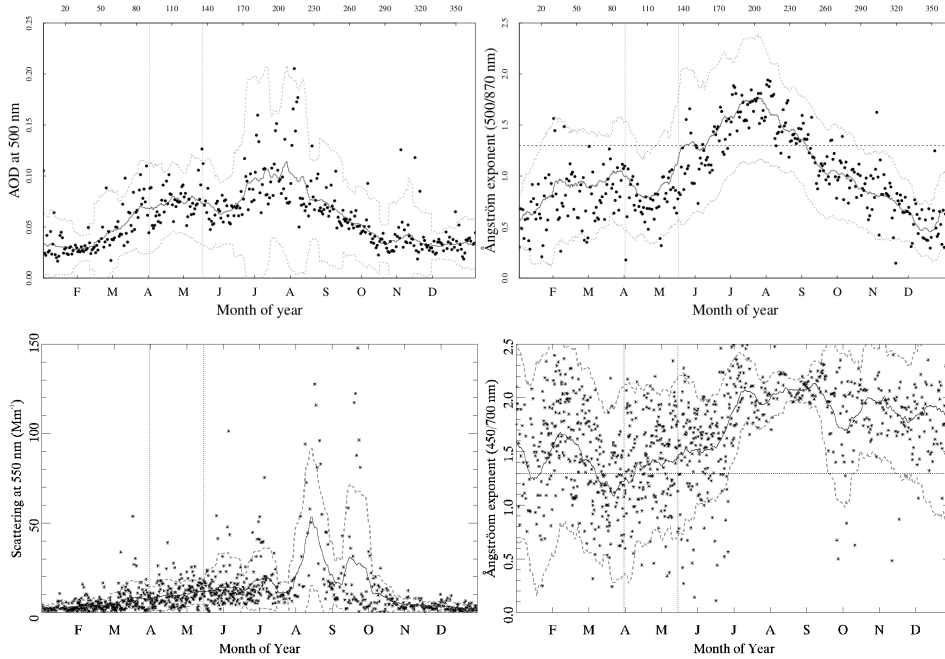 20 50 80 110 140 170 200 230 260 290 320 350
20 50 80 110 140 170 200 230 260 290 320 350
AOD at 500 nm
0.25
0.20
0.15
0.10
0.05
0.00
F M A M J J A S O N D
Month of year
Ångström exponent (500/870 nm)
2.5
2.0
1.5
1.0
0.5
0.0
F M A M J J A S O N D
Month of year
Scattering at 550 nm (Mm⁻¹)
150
100
50
0
F M A M J J A S O N D
Month of Year
Ångströom exponent (450/700 nm)
2.5
2.0
1.5
1.0
0.5
0.0
F M A M J J A S O N D
Month of Year